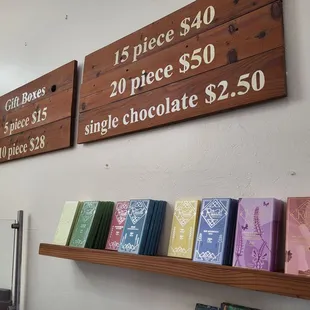 Gift Boxes
5 piece $15
10 piece $28
15 piece $40
20 piece $50
single chocolate $2.50